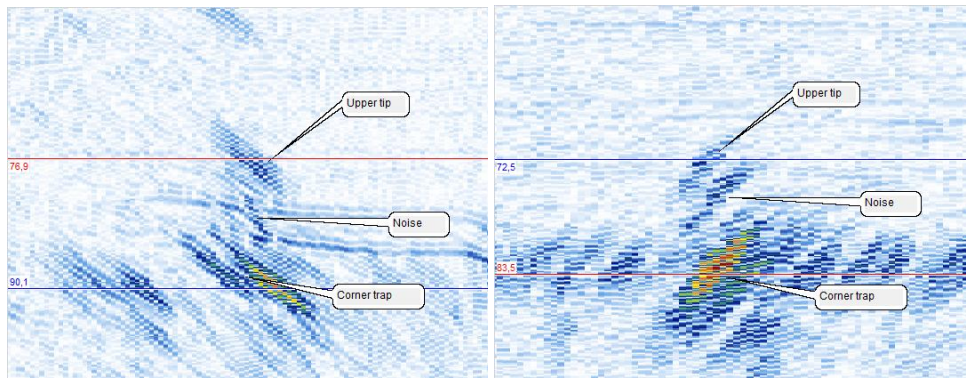 Upper tip
76,9
Noise
90,1
Corner trap
Upper tip
72,5
Noise
83,5
Corner trap